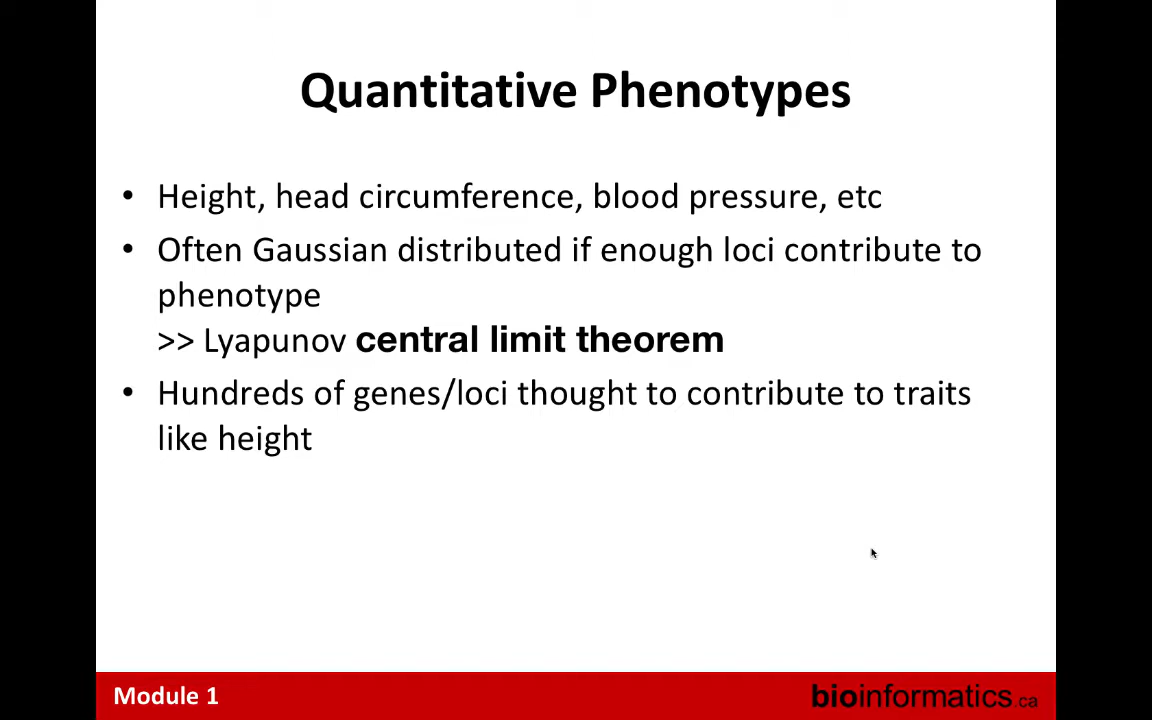 Quantitative Phenotypes
• Height, head circumference, blood pressure, etc
• Often Gaussian distributed if enough loci contribute to
phenotype
>> Lyapunov central limit theorem
• Hundreds of genes/loci thought to contribute to traits
like height
Module 1
bioinformatics.ca